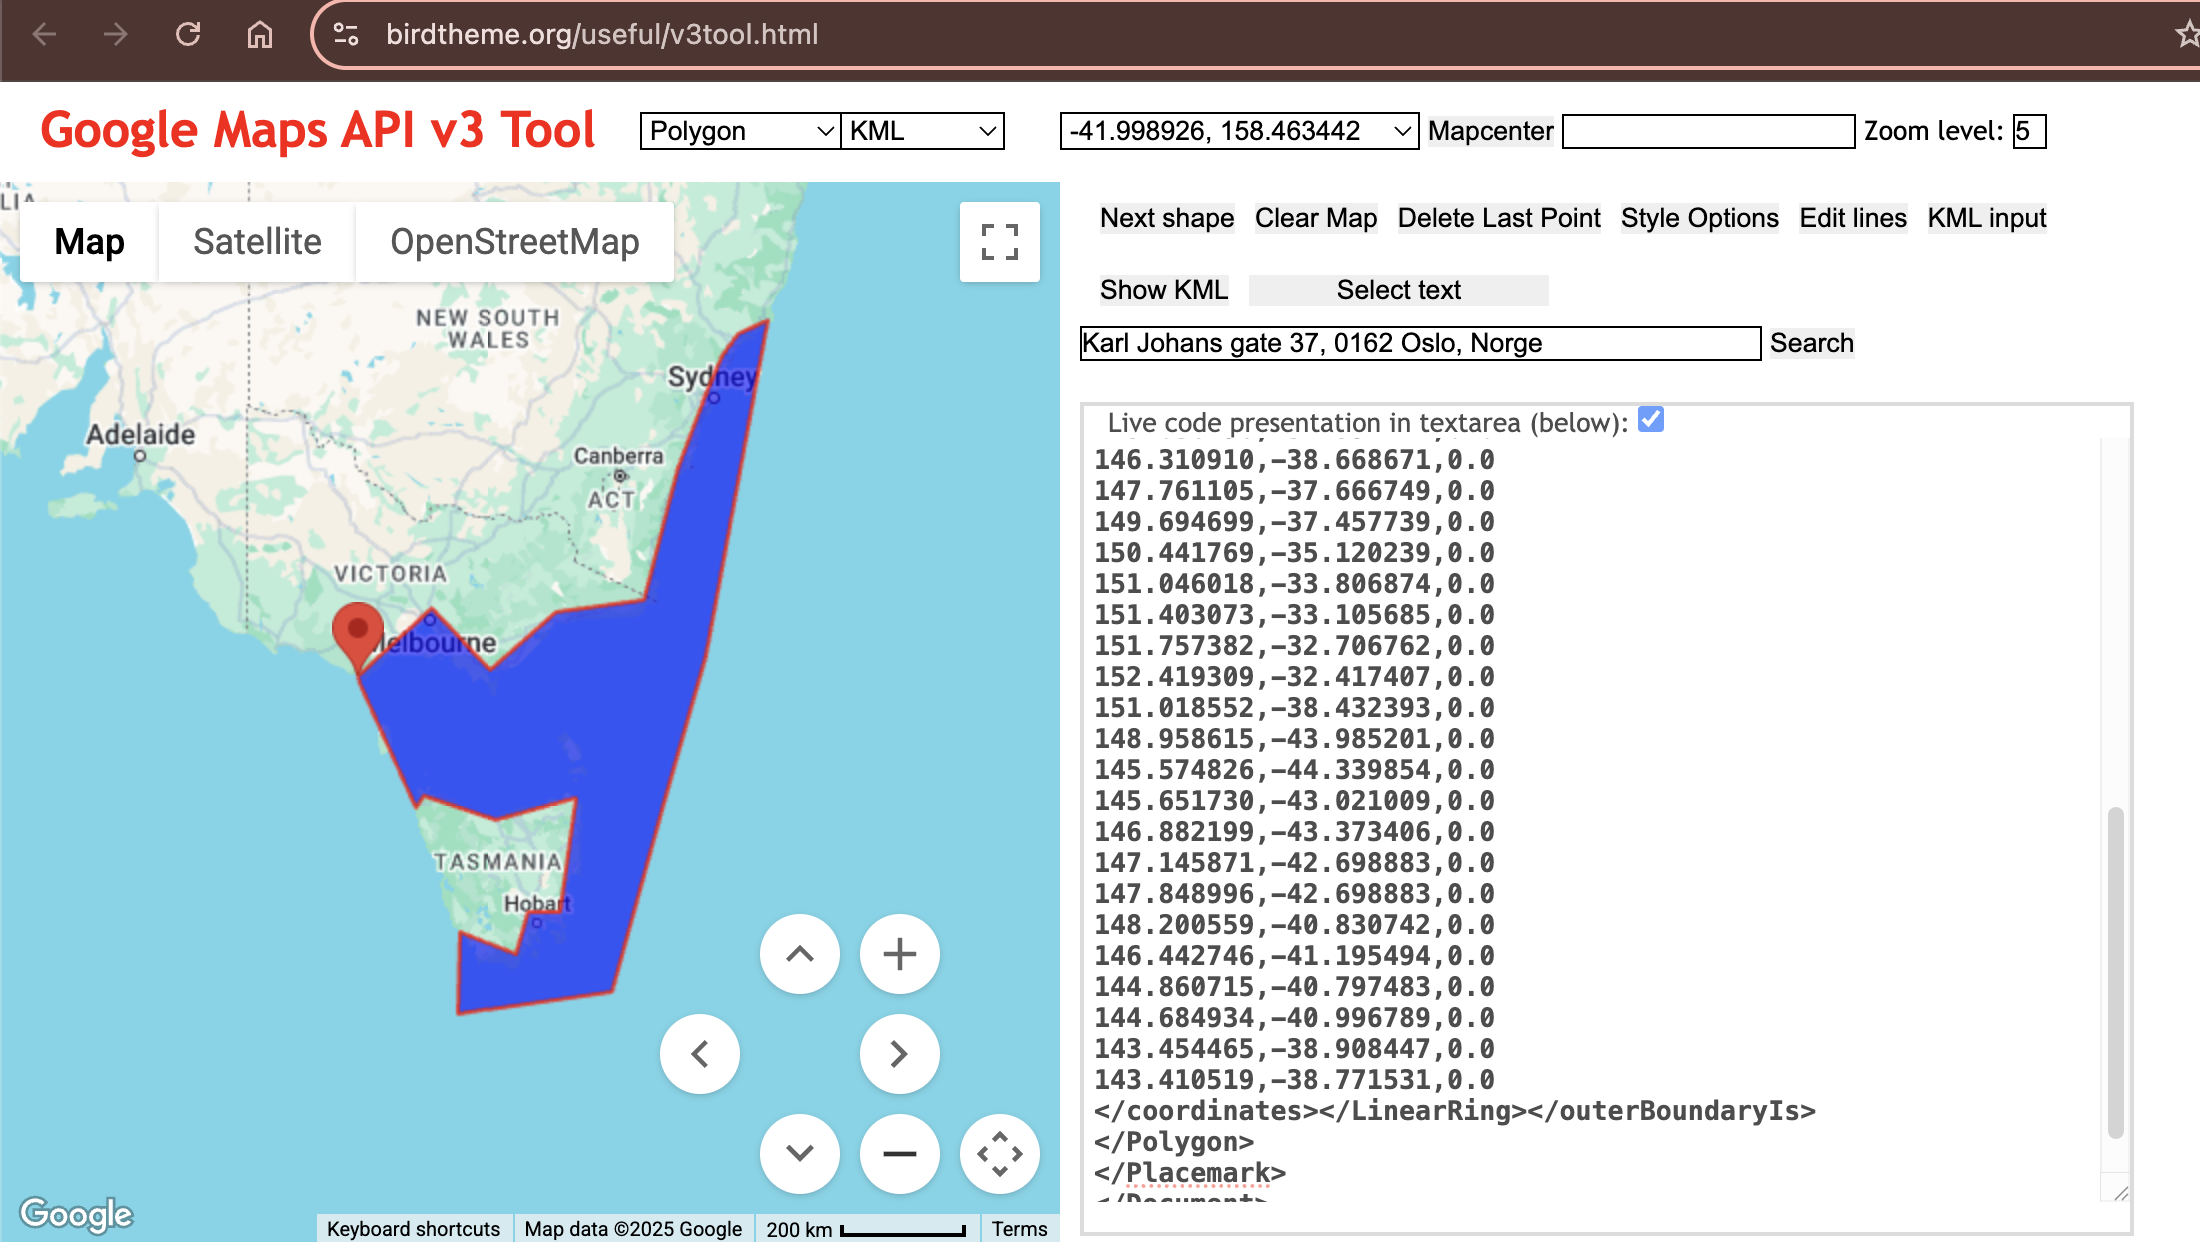 birdtheme.org/useful/v3tool.html
Google Maps API v3 Tool
Polygon
KML
-41.998926, 158.463442
Mapcenter
Zoom level: 5
Next shape
Clear Map
Delete Last Point
Style Options
Edit lines
KML input
Show KML
Select text
Karl Johans gate 37, 0162 Oslo, Norge
Search
Live code presentation in textarea (below):
146.310910,-38.668671,0.0
147.761105,-37.666749,0.0
149.694699,-37.457739,0.0
150.441769,-35.120239,0.0
151.046018,-33.806874,0.0
151.403073,-33.105685,0.0
151.757382,-32.706762,0.0
152.419309,-32.417407,0.0
151.018552,-38.432393,0.0
148.958615,-43.985201,0.0
145.574826,-44.339854,0.0
145.651730,-43.021009,0.0
146.882199,-43.373406,0.0
147.145871,-42.698883,0.0
147.848996,-42.698883,0.0
148.200559,-40.830742,0.0
146.442746,-41.195494,0.0
144.860715,-40.797483,0.0
144.684934,-40.996789,0.0
143.454465,-38.908447,0.0
143.410519,-38.771531,0.0
</coordinates></LinearRing></outerBoundaryIs>
</Polygon>
</Placemark>
Map
Satellite
OpenStreetMap
NEW SOUTH
WALES
Sydney
Adelaide
Canberra
ACT
VICTORIA
Melbourne
TASMANIA
Hobart
Google
Keyboard shortcuts
Map data ©2025 Google
200 km
Terms